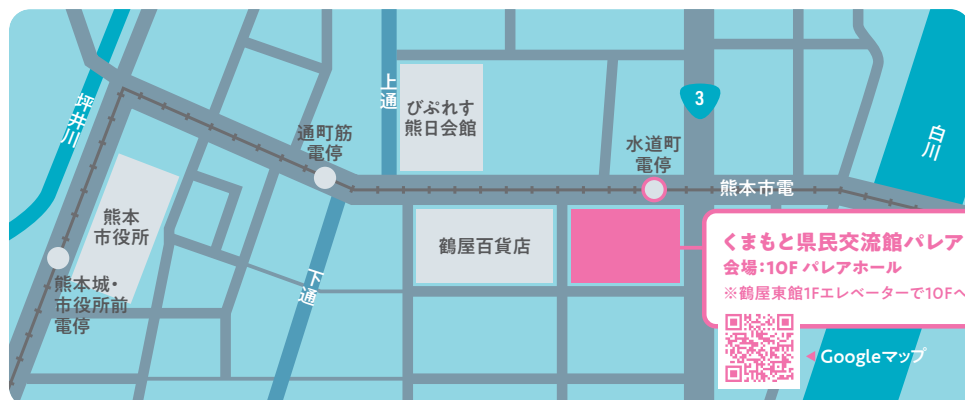 坪井川
上通
びぷれす
熊日会館
3
通町筋
電停
水道町
電停
白川
熊本市電
熊本
市役所
鶴屋百貨店
くまもと県民交流館パレア
会場：10F パレアホール
※鶴屋東館1Fエレベーターで10Fへ
熊本城・
市役所前
電停
下通
Googleマップ